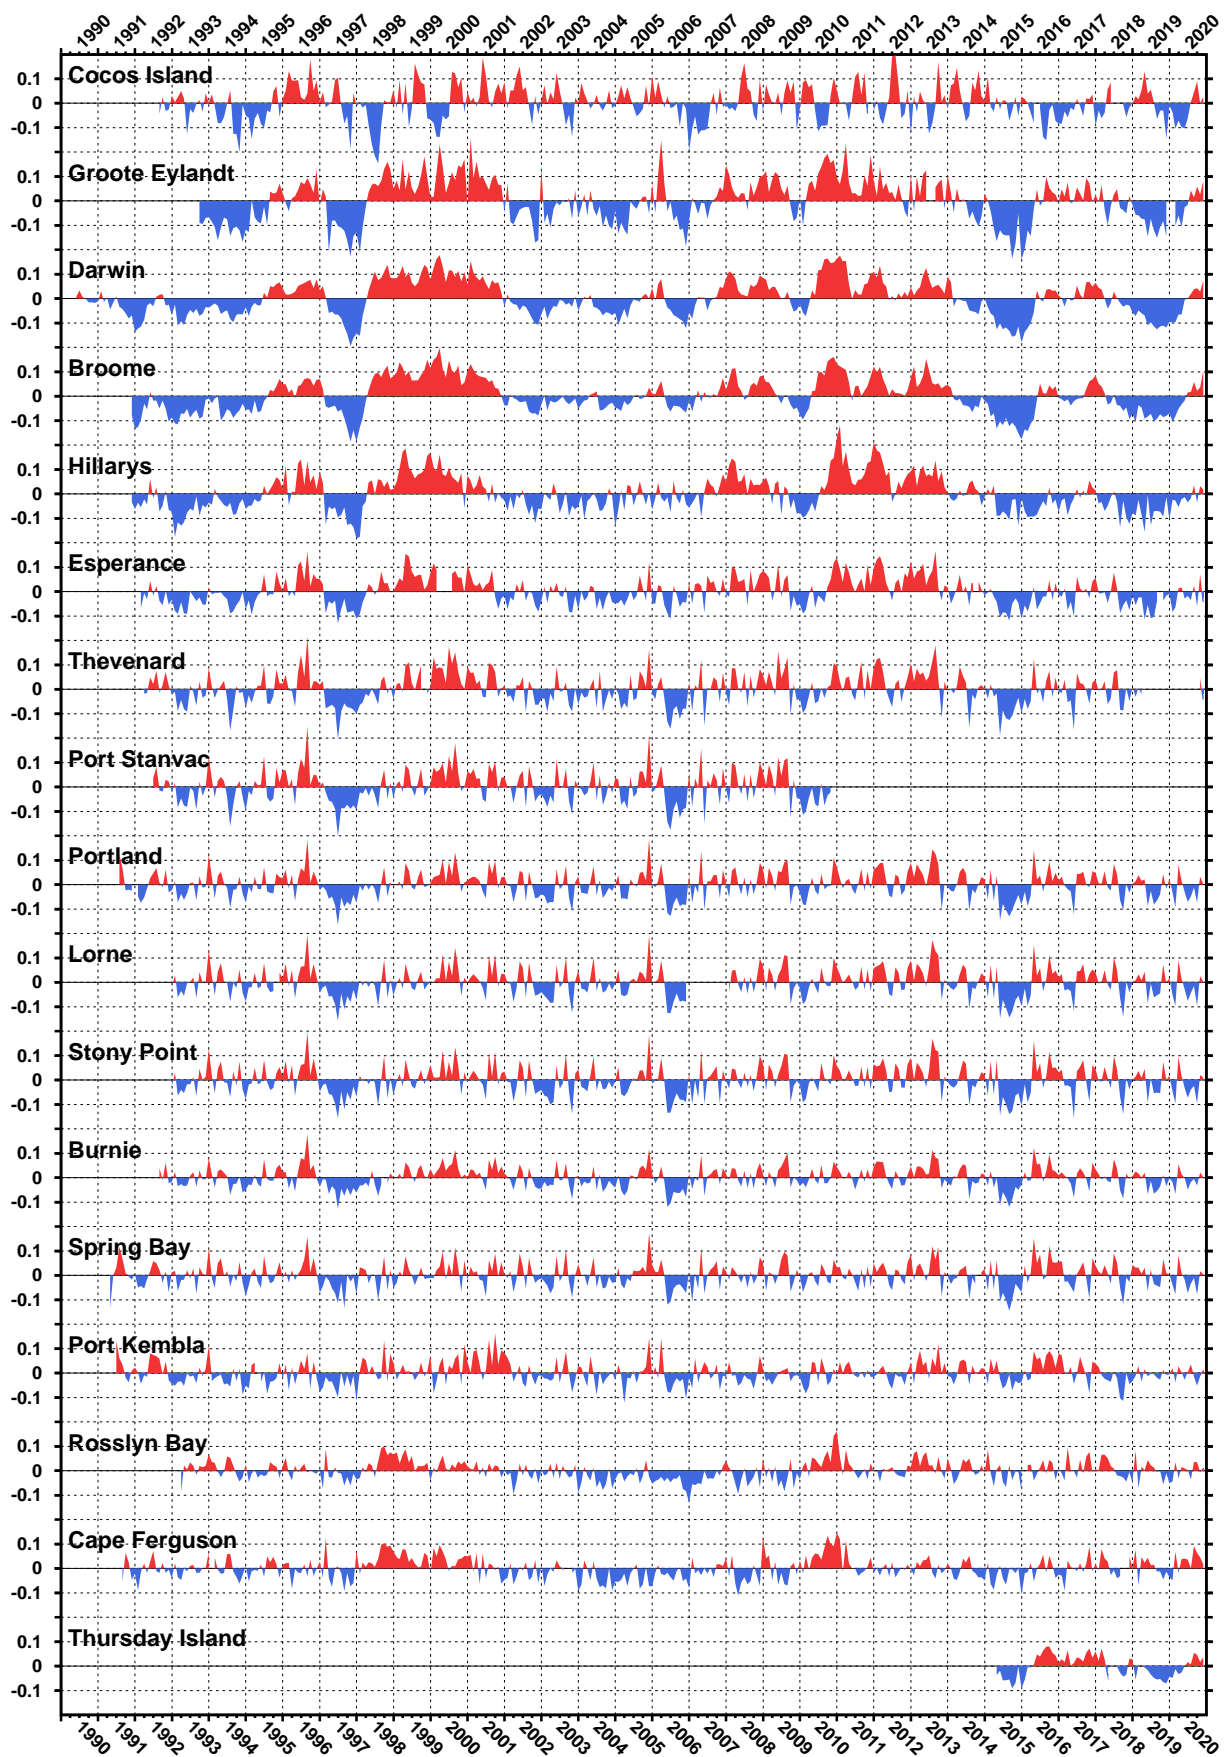 1990 1991 1992 1993 1994 1995 1996 1997 1998 1999 2000 2001 2002 2003 2004 2005 2006 2007 2008 2009 2010 2011 2012 2013 2014 2015 2016 2017 2018 2019 2020
Cocos Island
0.1
0
-0.1
Groote Eylandt
0.1
0
-0.1
Darwin
0.1
0
-0.1
Broome
0.1
0
-0.1
Hillarys
0.1
0
-0.1
Esperance
0.1
0
-0.1
Thevenard
0.1
0
-0.1
Port Stanvac
0.1
0
-0.1
Portland
0.1
0
-0.1
Lorne
0.1
0
-0.1
Stony Point
0.1
0
-0.1
Burnie
0.1
0
-0.1
Spring Bay
0.1
0
-0.1
Port Kembla
0.1
0
-0.1
Rosslyn Bay
0.1
0
-0.1
Cape Ferguson
0.1
0
-0.1
Thursday Island
0.1
0
-0.1
1990 1991 1992 1993 1994 1995 1996 1997 1998 1999 2000 2001 2002 2003 2004 2005 2006 2007 2008 2009 2010 2011 2012 2013 2014 2015 2016 2017 2018 2019 2020